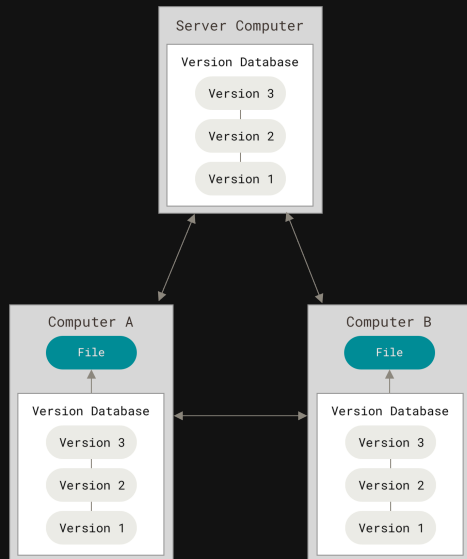 Server Computer
Version Database
Version 3
Version 2
Version 1
Computer A
File
Version Database
Version 3
Version 2
Version 1
Computer B
File
Version Database
Version 3
Version 2
Version 1